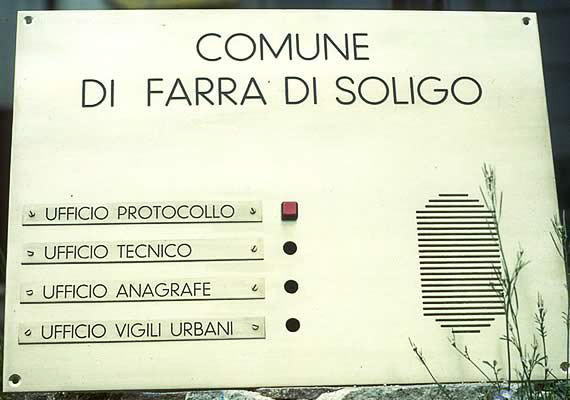 COMUNE
DI FARRA DI SOLIGO
UFFICIO PROTOCOLLO
UFFICIO TECNICO
UFFICIO ANAGRAFE
UFFICIO VIGILI URBANI